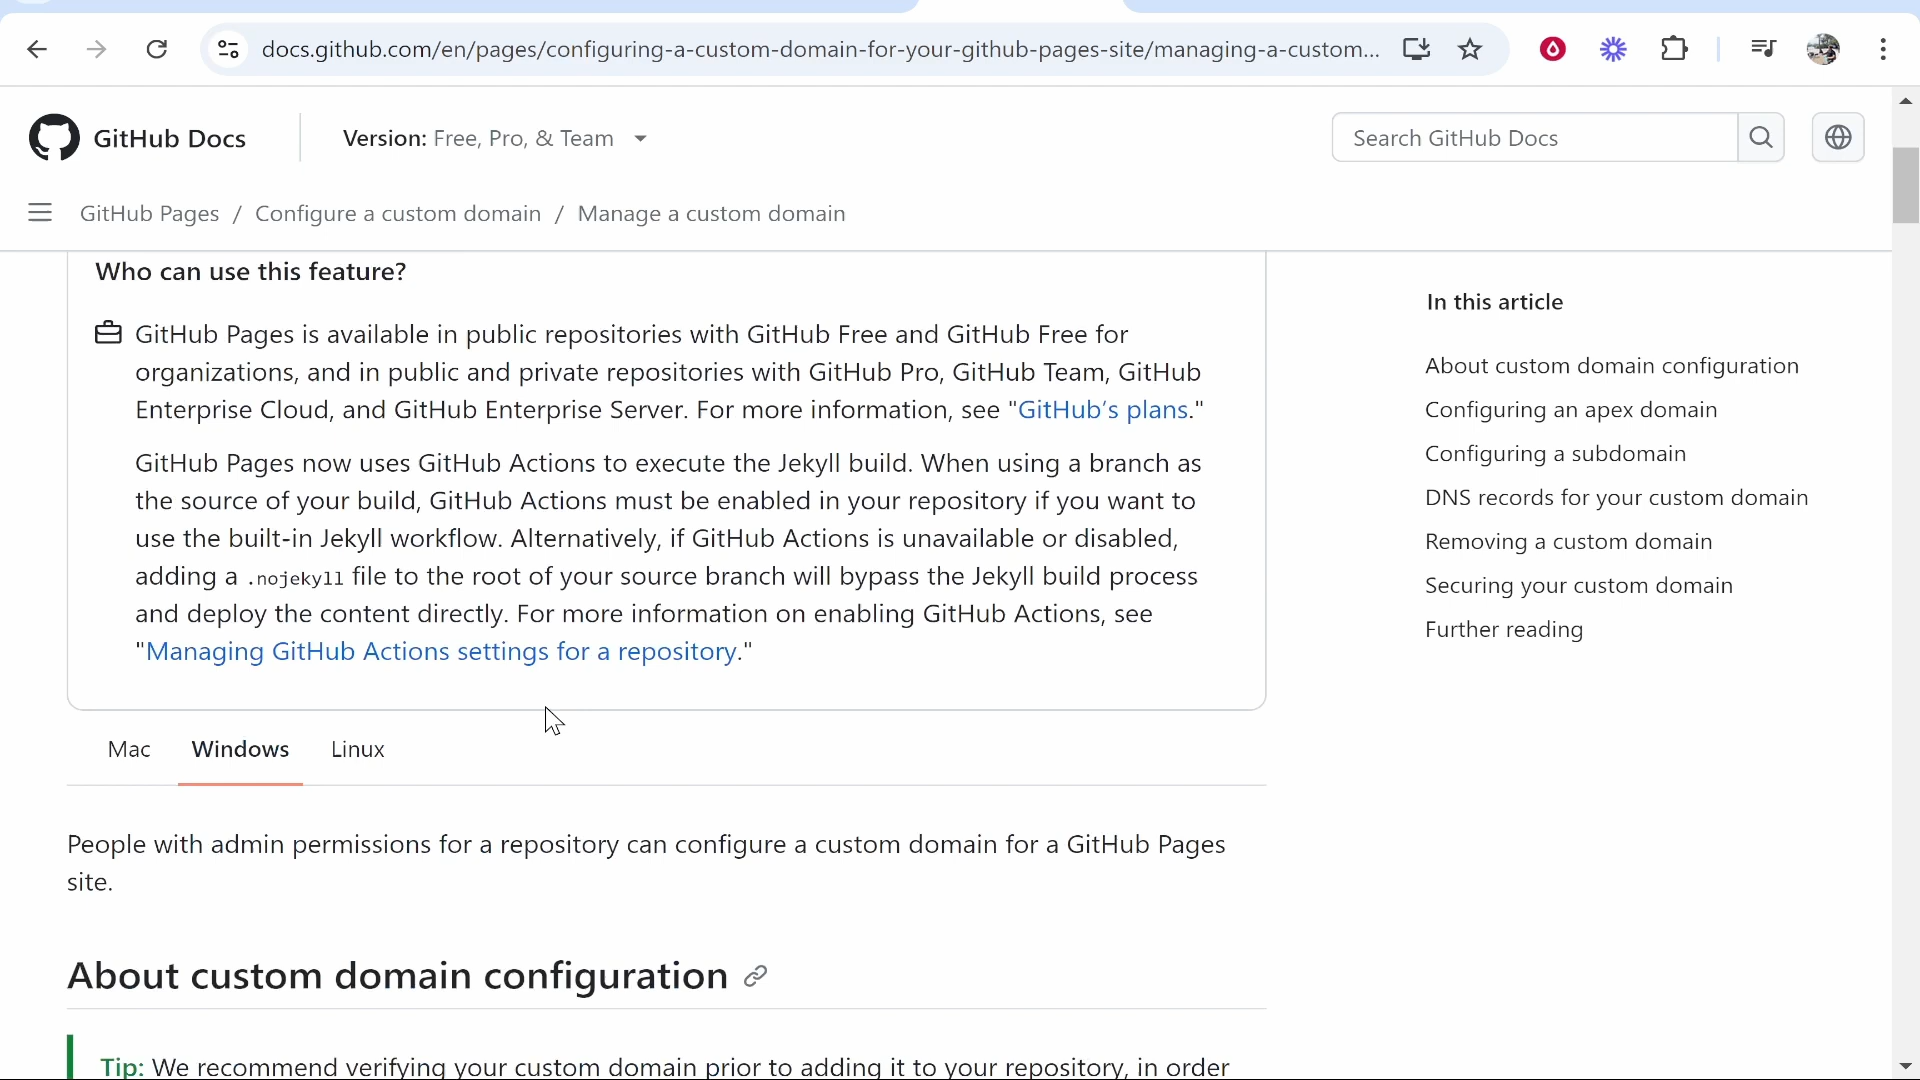 docs.github.com/en/pages/configuring-a-custom-domain-for-your-github-pages-site/managing-a-custom...
GitHub Docs
Version: Free, Pro, & Team
Search GitHub Docs
GitHub Pages / Configure a custom domain / Manage a custom domain
Who can use this feature?
GitHub Pages is available in public repositories with GitHub Free and GitHub Free for
organizations, and in public and private repositories with GitHub Pro, GitHub Team, GitHub
Enterprise Cloud, and GitHub Enterprise Server. For more information, see "GitHub's plans."
GitHub Pages now uses GitHub Actions to execute the Jekyll build. When using a branch as
the source of your build, GitHub Actions must be enabled in your repository if you want to
use the built-in Jekyll workflow. Alternatively, if GitHub Actions is unavailable or disabled,
adding a .nojekyll file to the root of your source branch will bypass the Jekyll build process
and deploy the content directly. For more information on enabling GitHub Actions, see
"Managing GitHub Actions settings for a repository."
Mac Windows Linux
People with admin permissions for a repository can configure a custom domain for a GitHub Pages
site.
About custom domain configuration
Tip: We recommend verifying your custom domain prior to adding it to your repository, in order
In this article
About custom domain configuration
Configuring an apex domain
Configuring a subdomain
DNS records for your custom domain
Removing a custom domain
Securing your custom domain
Further reading